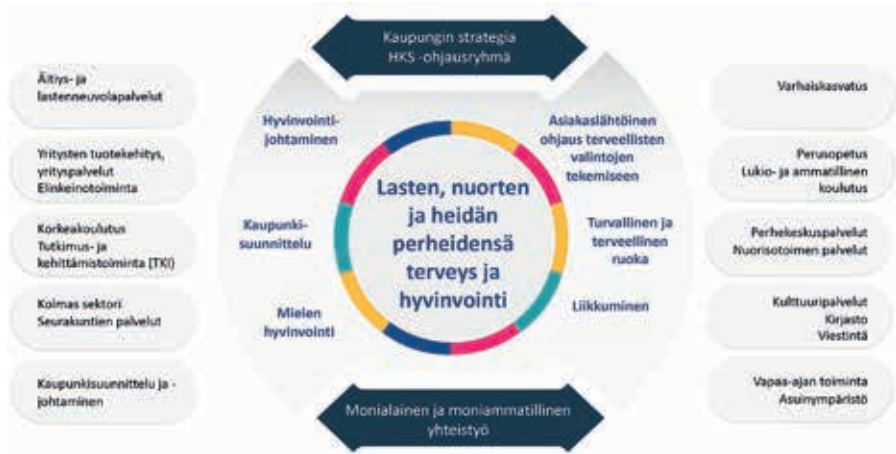 Kaupungin strategia
HKS -ohjausryhmä
Äitiys- ja
lastenneuvolapalvelut
Yritysten tuotekehitys,
yrityspalvelut
Elinkeinotoiminta
Korkeakoulutus
Tutkimus- ja
kehittämistoiminta (TKI)
Kolmas sektori
Seurakuntien palvelut
Kaupunkisuunnittelu ja -
johtaminen
Hyvinvointi-
johtaminen
Kaupunki-
suunnittelu
Mielen
hyvinvointi
Lasten, nuorten
ja heidän
perheidensä
terveys ja
hyvinvointi
Asiakaslähtöinen
ohjaus terveellisten
valintojen
tekemiseen
Turvallinen ja
terveellinen
ruoka
Liikkuminen
Varhaiskasvatus
Perusopetus
Lukio- ja ammatillinen
koulutus
Perhekeskuspalvelut
Nuorisotoimen palvelut
Kulttuuripalvelut
Kirjasto
Viestintä
Vapaa-ajan toiminta
Asuinympäristö
Monialainen ja moniammatillinen
yhteistyö